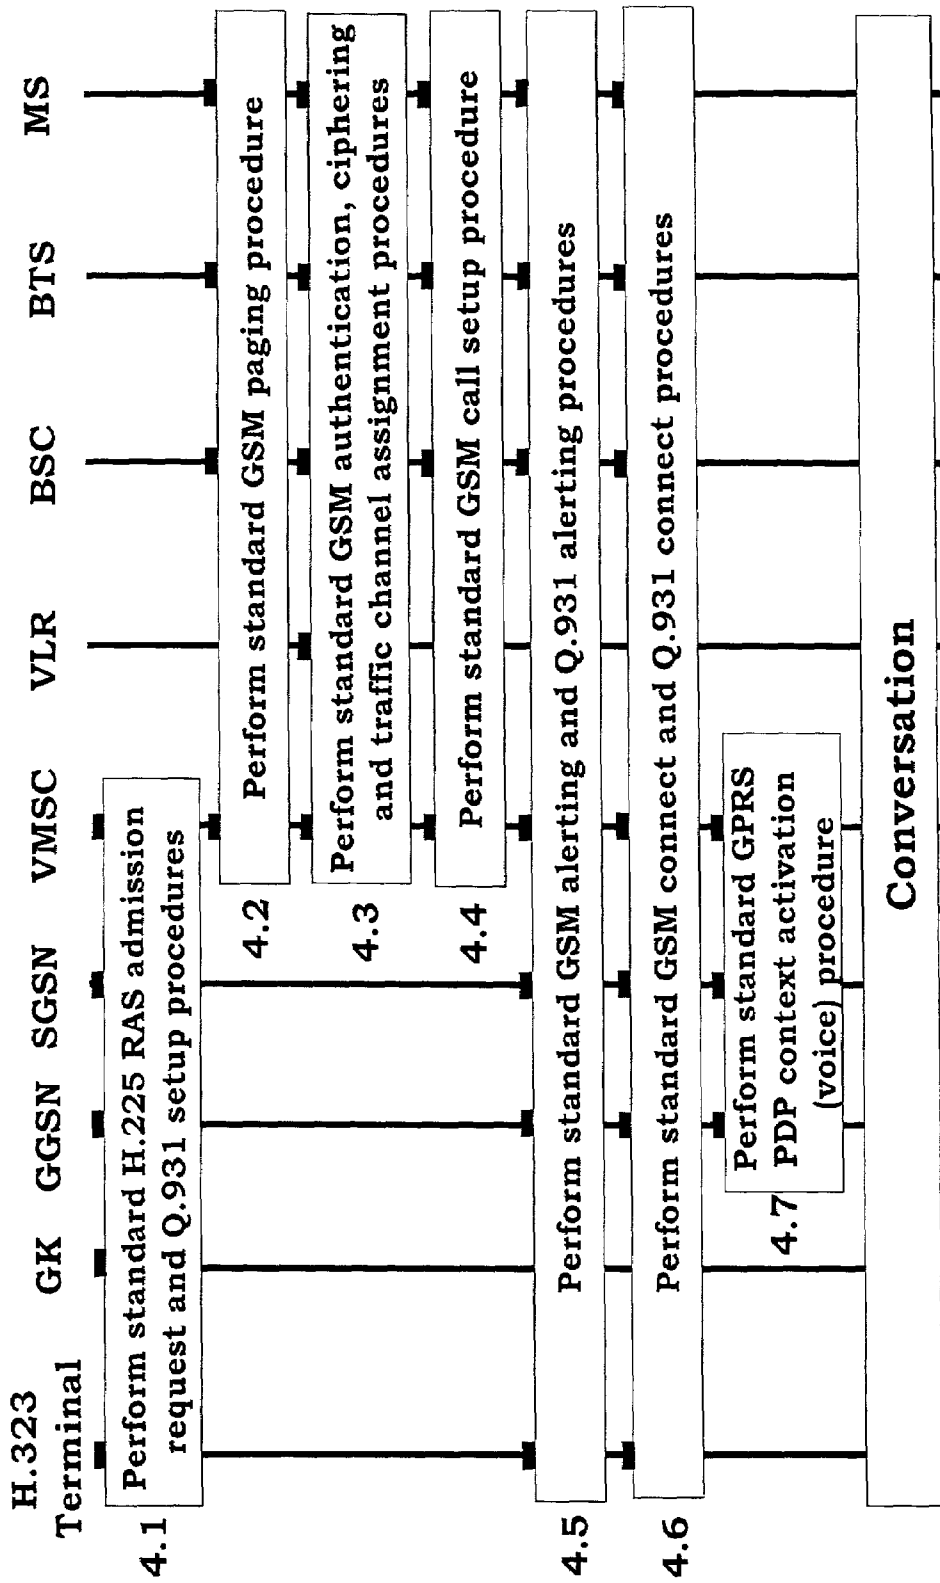 H.323
Terminal
GK
GGSN
SGSN
VMSC
VLR
BSC
BTS
MS
4.1
Perform standard H.225 RAS admission
request and Q.931 setup procedures
4.2
Perform standard GSM paging procedure
4.3
Perform standard GSM authentication, ciphering
and traffic channel assignment procedures
4.4
Perform standard GSM call setup procedure
4.5
Perform standard GSM alerting and Q.931 alerting procedures
4.6
Perform standard GSM connect and Q.931 connect procedures
4.7
Perform standard GPRS
PDP context activation
(voice) procedure
Conversation